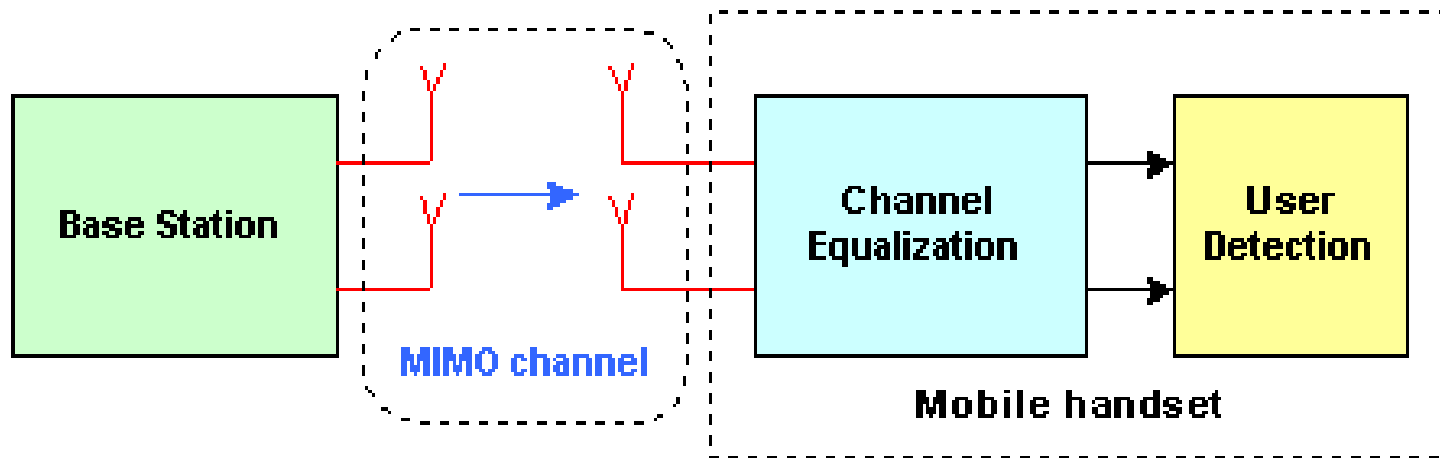 Base Station
MIMO channel
Channel
Equalization
User
Detection
Mobile handset